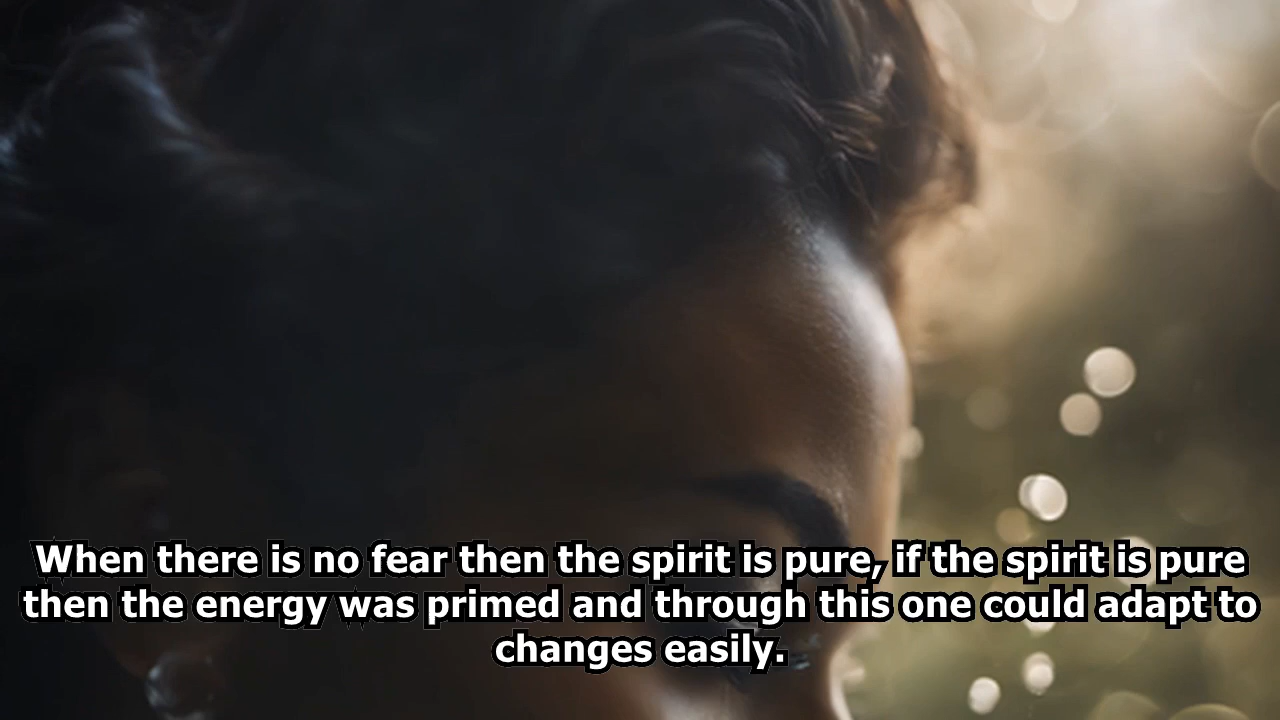 When there is no fear then the spirit is pure, if the spirit is pure
then the energy was primed and through this one could adapt to
changes easily.